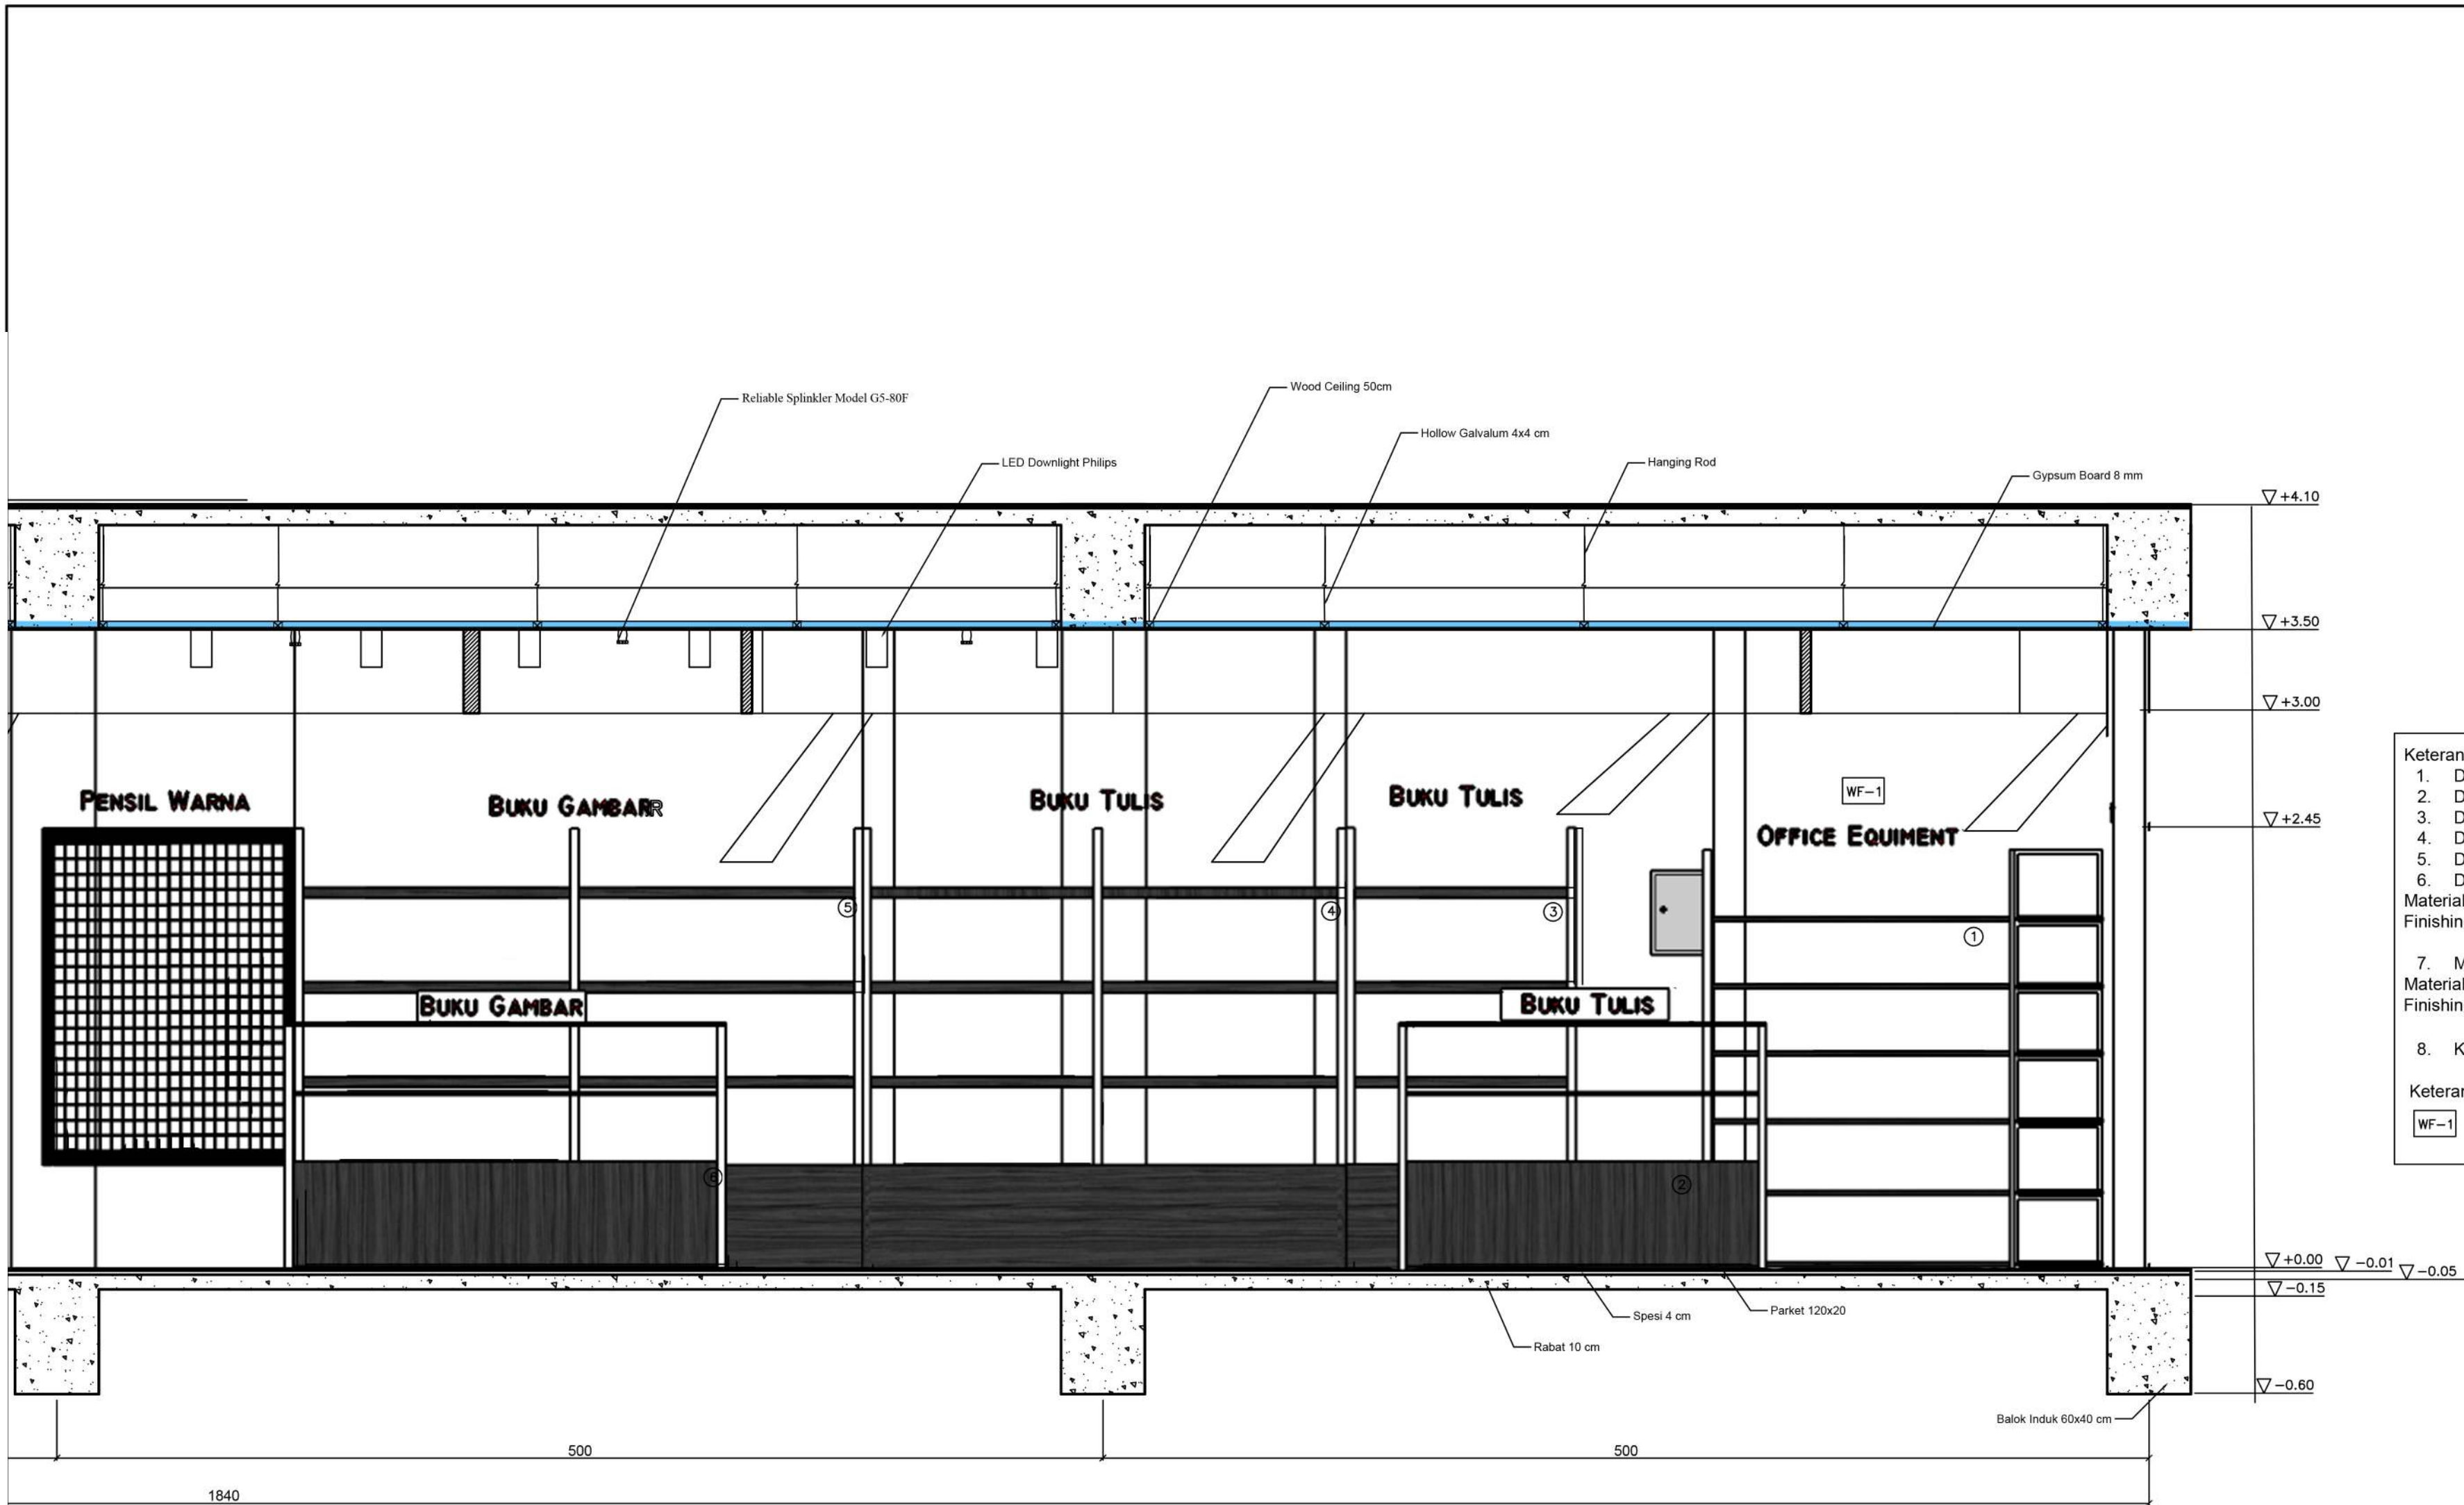 Reliable Splinkler Model G5-80F
LED Downlight Philips
Wood Ceiling 50cm
Hollow Galvalum 4x4 cm
Hanging Rod
Gypsum Board 8 mm
+4.10
+3.50
+3.00
+2.45
PENSIL WARNA
BUKU GAMBARR
BUKU TULIS
BUKU TULIS
WF-1
OFFICE EQUIMENT
5
4
3
1
BUKU GAMBAR
BUKU TULIS
6
2
Keteran
1. D
2. D
3. D
4. D
5. D
6. D
Material
Finishin
7. M
Material
Finishin
8. K
Keterar
WF-1
+0.00
-0.01
-0.05
-0.15
-0.60
Spesi 4 cm
Parket 120x20
Rabat 10 cm
Balok Induk 60x40 cm
500
500
1840